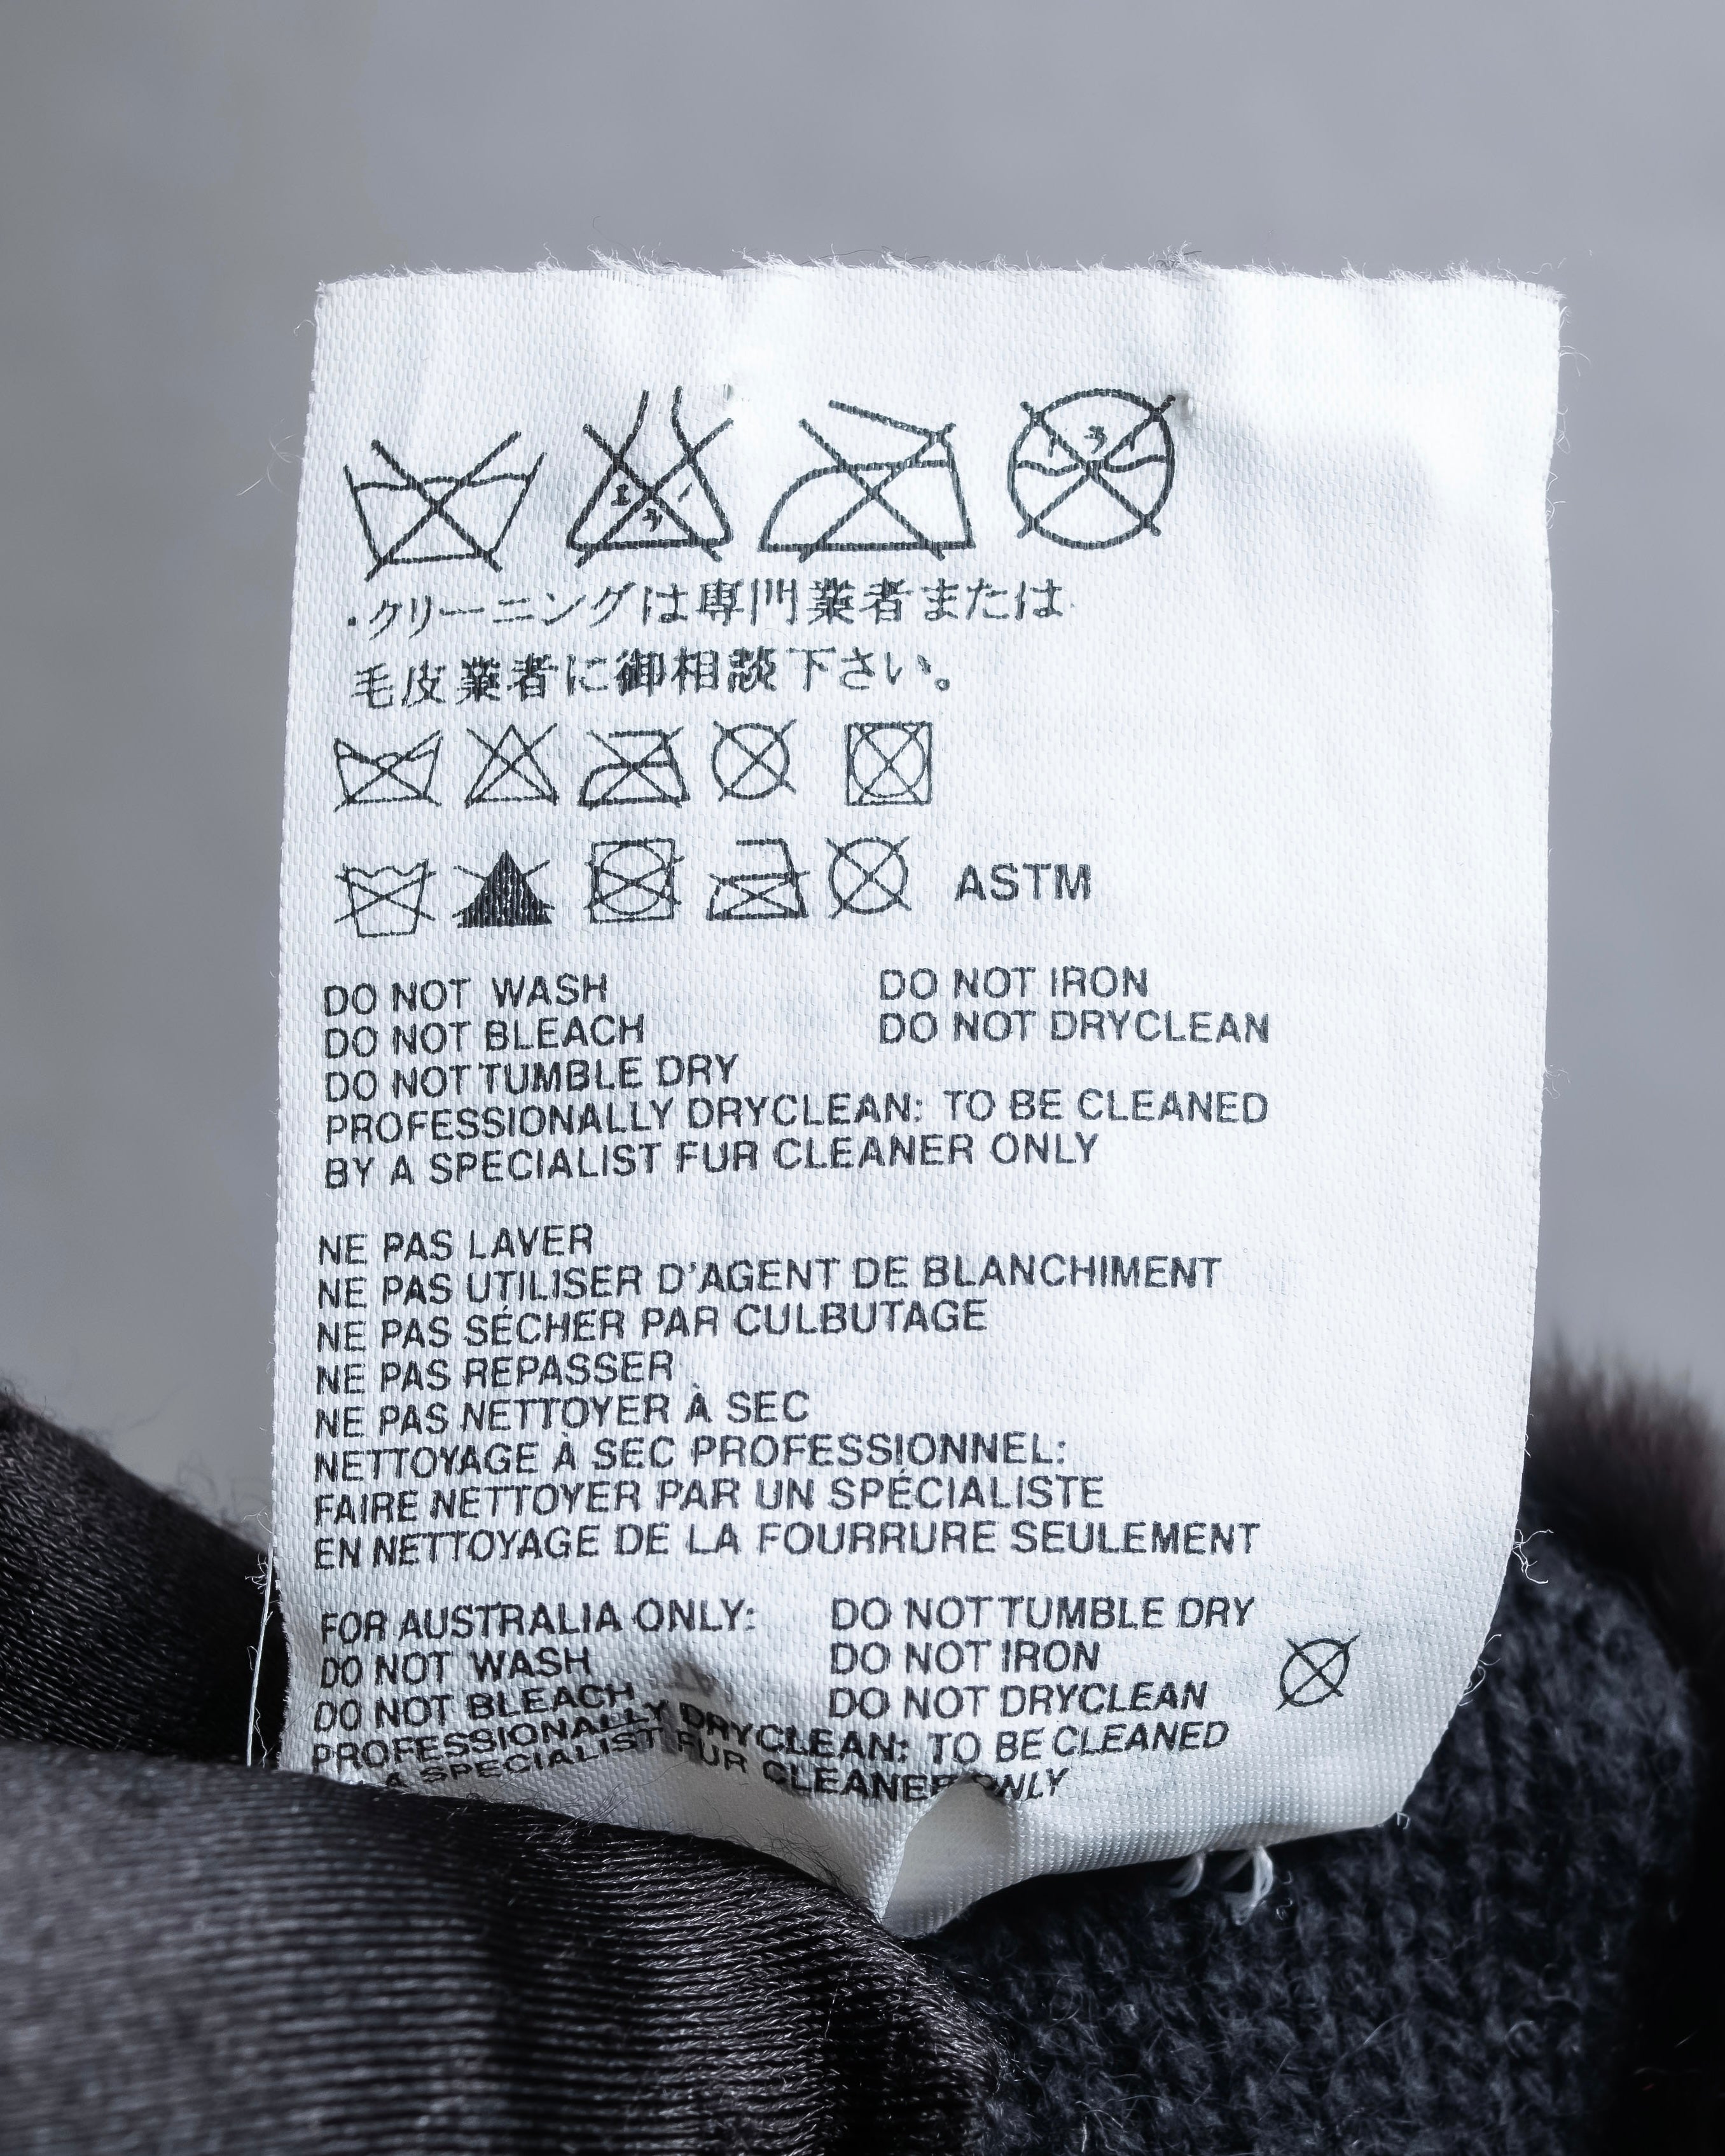 ・クリーニングは専門業者または
毛皮業者に御相談下さい。
ASTM
DO NOT WASH DO NOT IRON
DO NOT BLEACH DO NOT DRYCLEAN
DO NOT TUMBLE DRY
PROFESSIONALLY DRYCLEAN: TO BE CLEANED
BY A SPECIALIST FUR CLEANER ONLY
NE PAS LAVER
NE PAS UTILISER D'AGENT DE BLANCHIMENT
NE PAS SÉCHER PAR CULBUTAGE
NE PAS REPASSER
NE PAS NETTOYER À SEC
NETTOYAGE À SEC PROFESSIONNEL:
FAIRE NETTOYER PAR UN SPÉCIALISTE
EN NETTOYAGE DE LA FOURRURE SEULEMENT
FOR AUSTRALIA ONLY: DO NOT TUMBLE DRY
DO NOT WASH DO NOT IRON
DO NOT BLEACH DO NOT DRYCLEAN
PROFESSIONALLY DRYCLEAN: TO BE CLEANED
A SPECIALIST FUR CLEANER ONLY